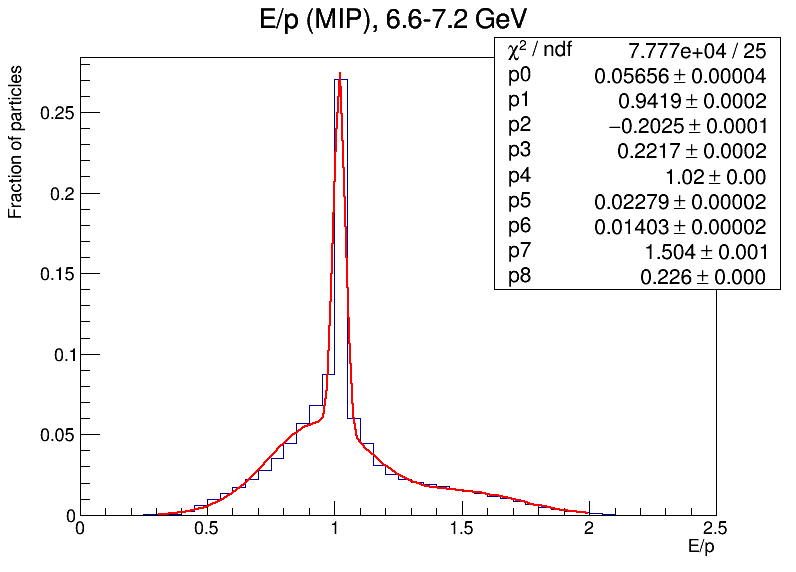 E/p (MIP), 6.6-7.2 GeV
χ² / ndf 7.777e+04 / 25
p0 0.05656 ± 0.00004
p1 0.9419 ± 0.0002
p2 −0.2025 ± 0.0001
p3 0.2217 ± 0.0002
p4 1.02 ± 0.00
p5 0.02279 ± 0.00002
p6 0.01403 ± 0.00002
p7 1.504 ± 0.001
p8 0.226 ± 0.000
Fraction of particles
0.25
0.2
0.15
0.1
0.05
0
0 0.5 1 1.5 2 2.5
E/p